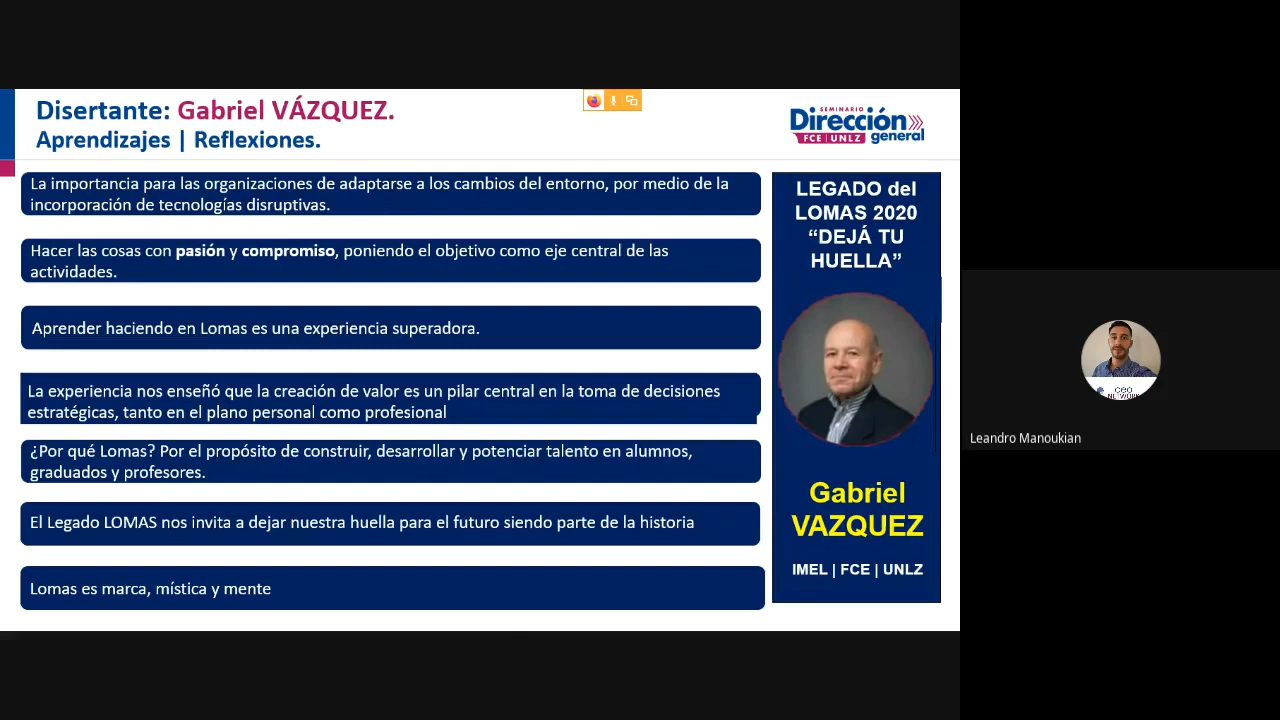 Disertante: Gabriel VÁZQUEZ.
Aprendizajes | Reflexiones.
SEMINARIO
Dirección
FCE | UNLZ general
La importancia para las organizaciones de adaptarse a los cambios del entorno, por medio de la
incorporación de tecnologías disruptivas.
Hacer las cosas con pasión y compromiso, poniendo el objetivo como eje central de las
actividades.
Aprender haciendo en Lomas es una experiencia superadora.
La experiencia nos enseñó que la creación de valor es un pilar central en la toma de decisiones
estratégicas, tanto en el plano personal como profesional
¿Por qué Lomas? Por el propósito de construir, desarrollar y potenciar talento en alumnos,
graduados y profesores.
El Legado LOMAS nos invita a dejar nuestra huella para el futuro siendo parte de la historia
Lomas es marca, mística y mente
LEGADO del
LOMAS 2020
“DEJÁ TU
HUELLA”
Gabriel
VAZQUEZ
IMEL | FCE | UNLZ
ceo
NETWORK
Leandro Manoukian